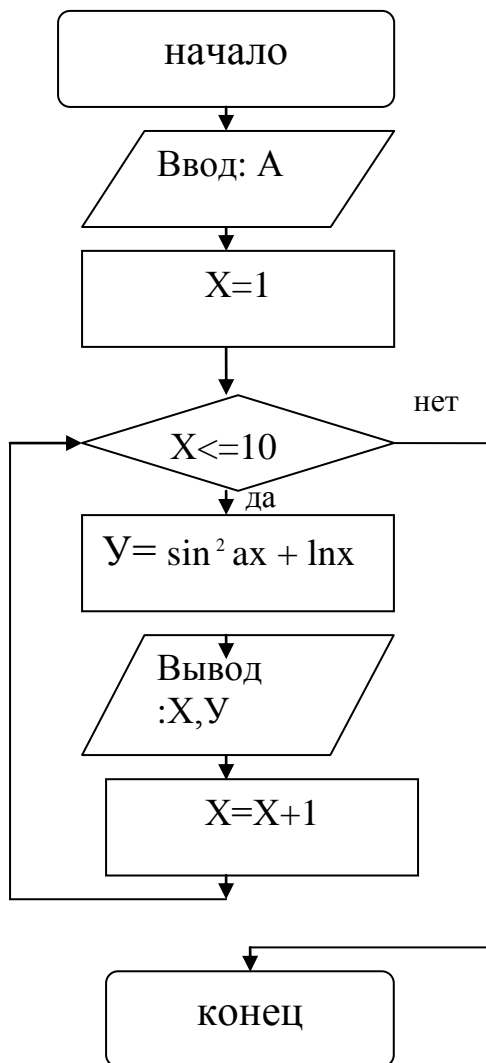 начало
Ввод: А
Х=1
нет
Х<=10
да
У= sin² ax + lnx
Вывод
:Х,У
Х=Х+1
конец